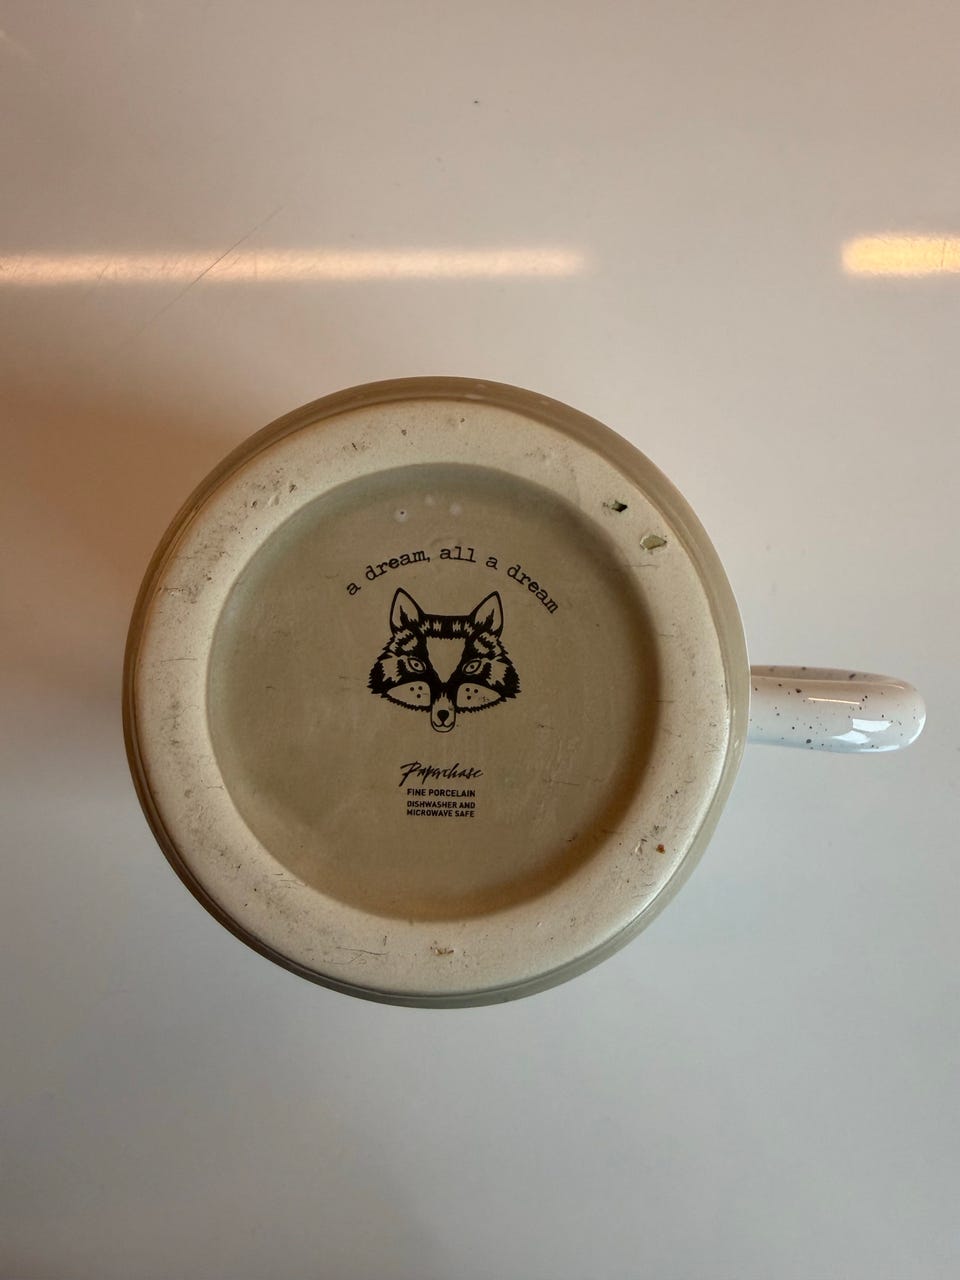 a dream, all a dream
Paperchase
FINE PORCELAIN
DISHWASHER AND
MICROWAVE SAFE